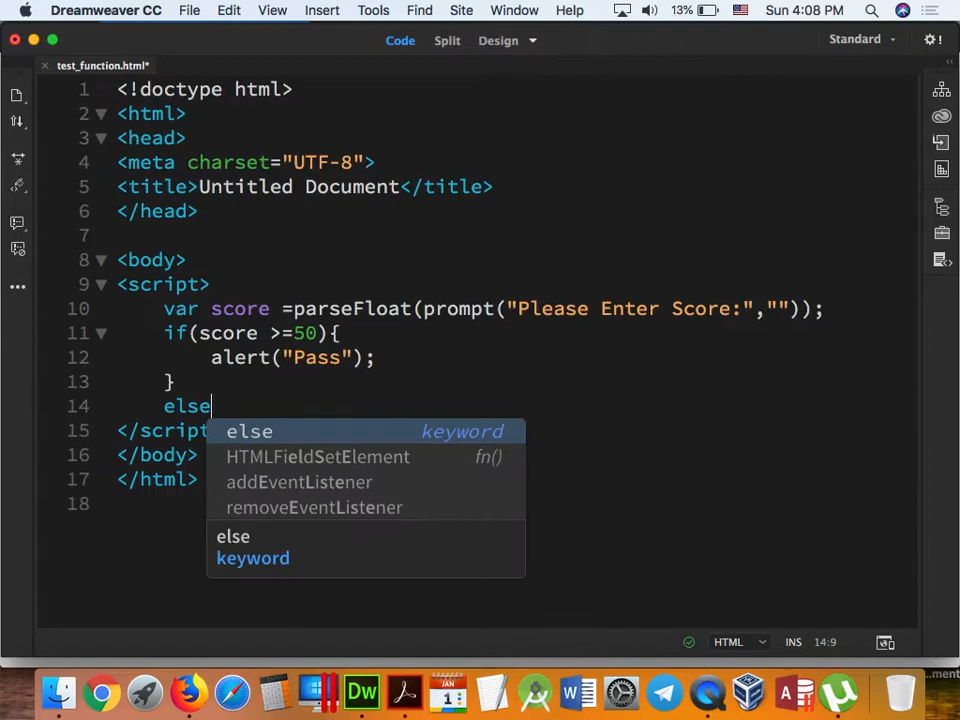 Dreamweaver CC File Edit View Insert Tools Find Site Window Help 13% Sun 4:08 PM
Code Split Design Standard
test_function.html*
1 <!doctype html>
2 <html>
3 <head>
4 <meta charset="UTF-8">
5 <title>Untitled Document</title>
6 </head>
7
8 <body>
9 <script>
10 var score =parseFloat(prompt("Please Enter Score:",""));
11 if(score >=50){
12 alert("Pass");
13 }
14 else
15 </script
else keyword
16 </body>
HTMLFieldSetElement fn()
17 </html>
addEventListener
18
removeEventListener
else
keyword
HTML INS 14:9
Dw
JAN
1
W
A
µ
...ment